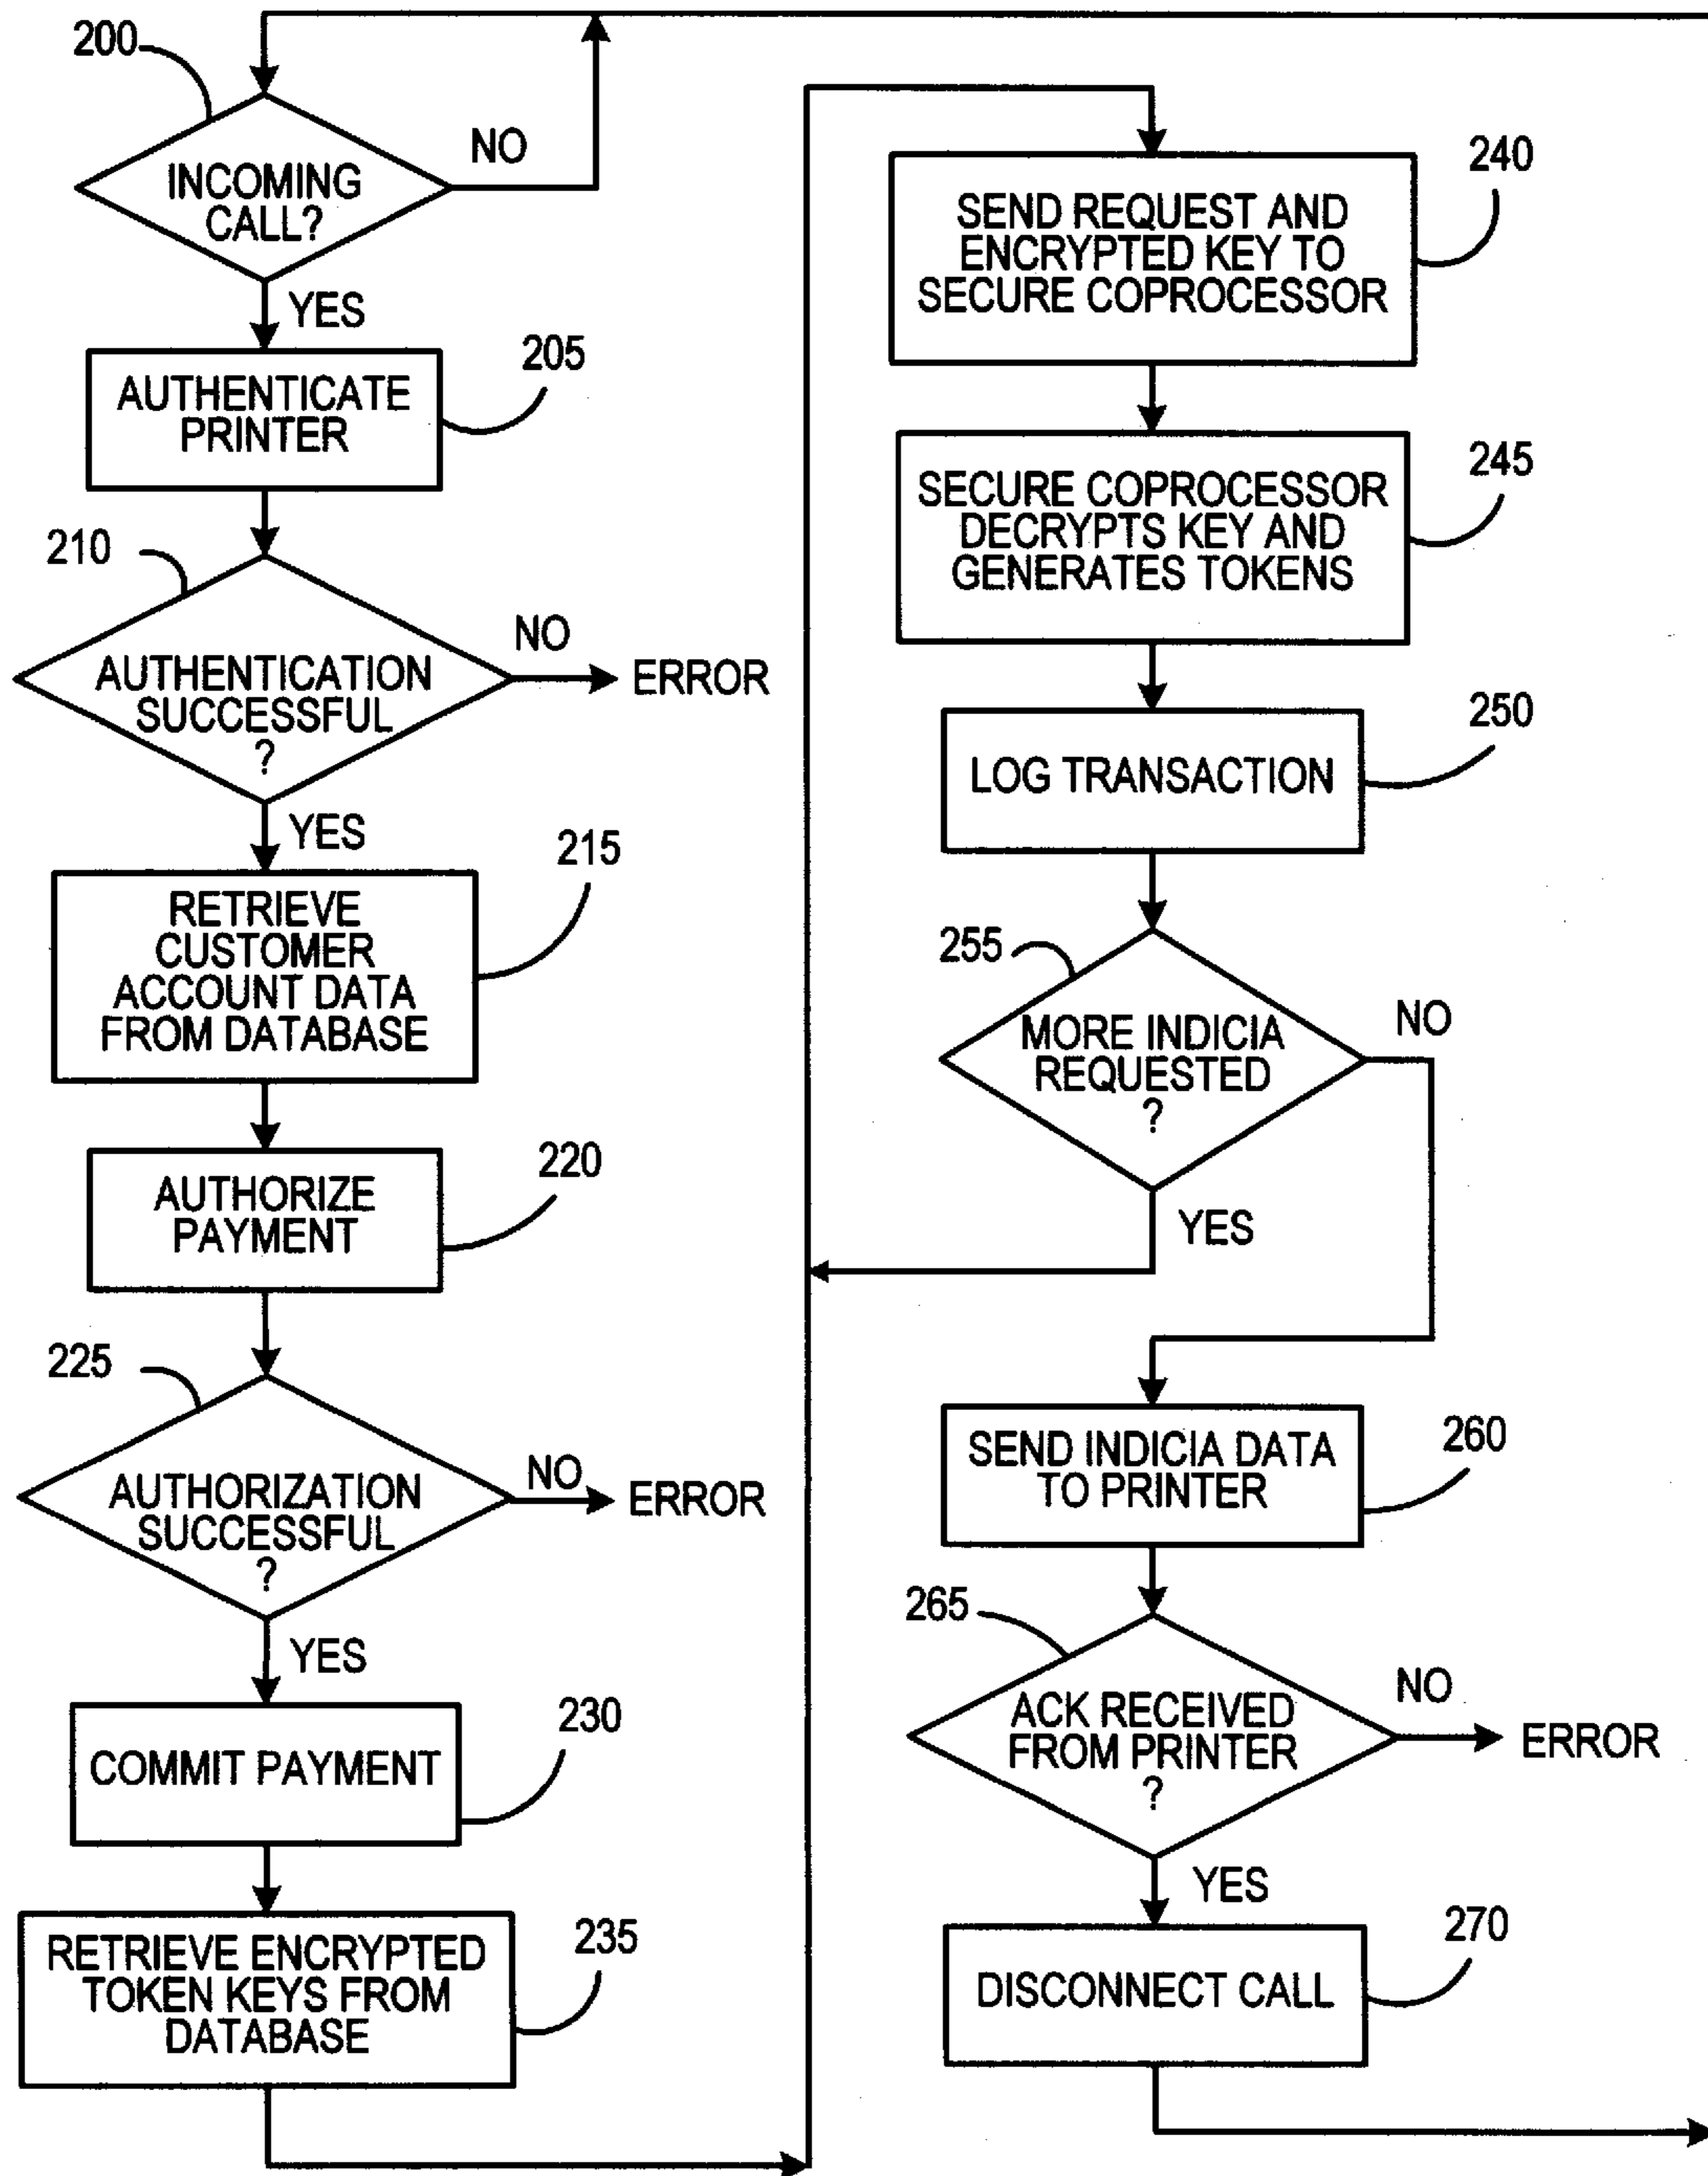 200
INCOMING
CALL?
NO
YES
205
AUTHENTICATE
PRINTER
210
AUTHENTICATION
SUCCESSFUL
?
NO
ERROR
YES
215
RETRIEVE
CUSTOMER
ACCOUNT DATA
FROM DATABASE
220
AUTHORIZE
PAYMENT
225
AUTHORIZATION
SUCCESSFUL
?
NO
ERROR
YES
230
COMMIT PAYMENT
235
RETRIEVE ENCRYPTED
TOKEN KEYS FROM
DATABASE
240
SEND REQUEST AND
ENCRYPTED KEY TO
SECURE COPROCESSOR
245
SECURE COPROCESSOR
DECRYPTS KEY AND
GENERATES TOKENS
250
LOG TRANSACTION
255
MORE INDICIA
REQUESTED
?
NO
YES
260
SEND INDICIA DATA
TO PRINTER
265
ACK RECEIVED
FROM PRINTER
?
NO
ERROR
YES
270
DISCONNECT CALL